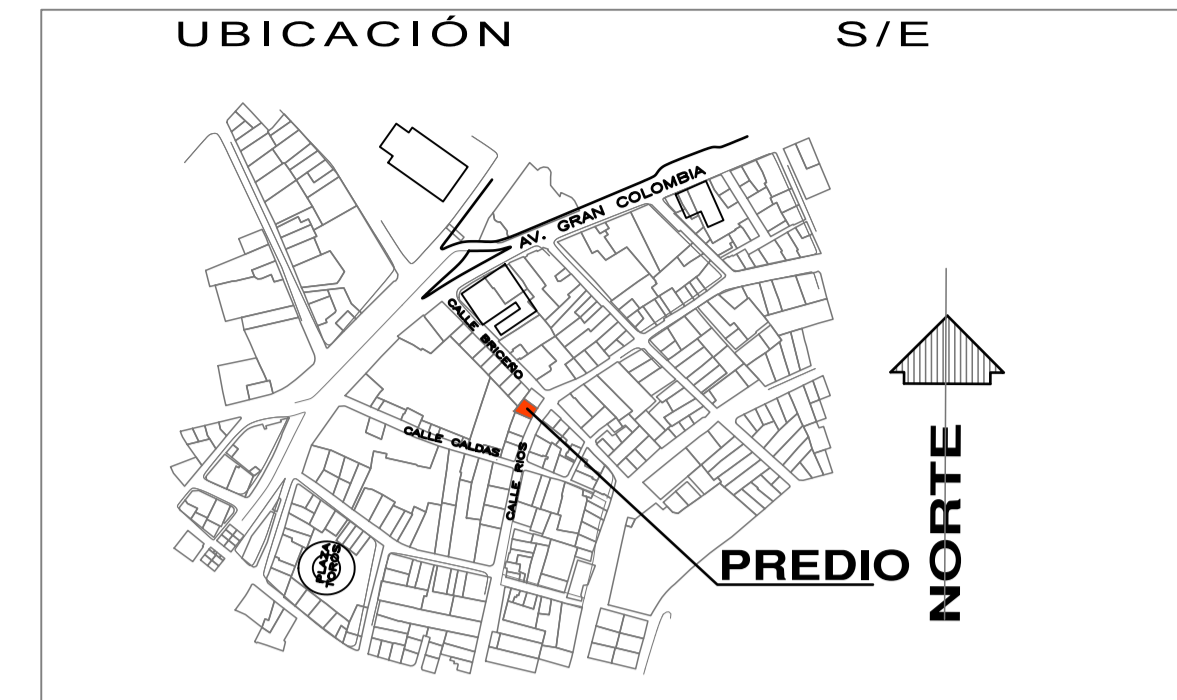 UBICACIÓN
S/E
AV. GRAN COLOMBIA
CALLE BRICEÑO
CALLE CALDAS
CALLE RIOS
PLAZA
TOROS
PREDIO
NORTE